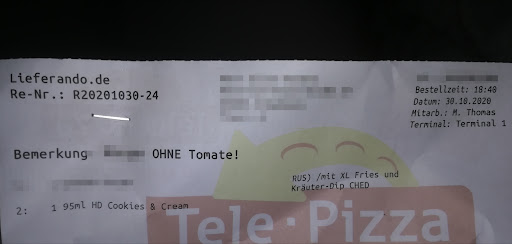 Lieferando.de
Re-Nr.: R20201030-24
Bestellzeit: 18:40
Datum: 30.10.2020
Mitarb.: M. Thomas
Terminal: Terminal 1
Bemerkung OHNE Tomate!
RUS) /mit XL Fries und
Kräuter-Dip CHED
2: 1 95ml HD Cookies & Cream
Tele·Pizza